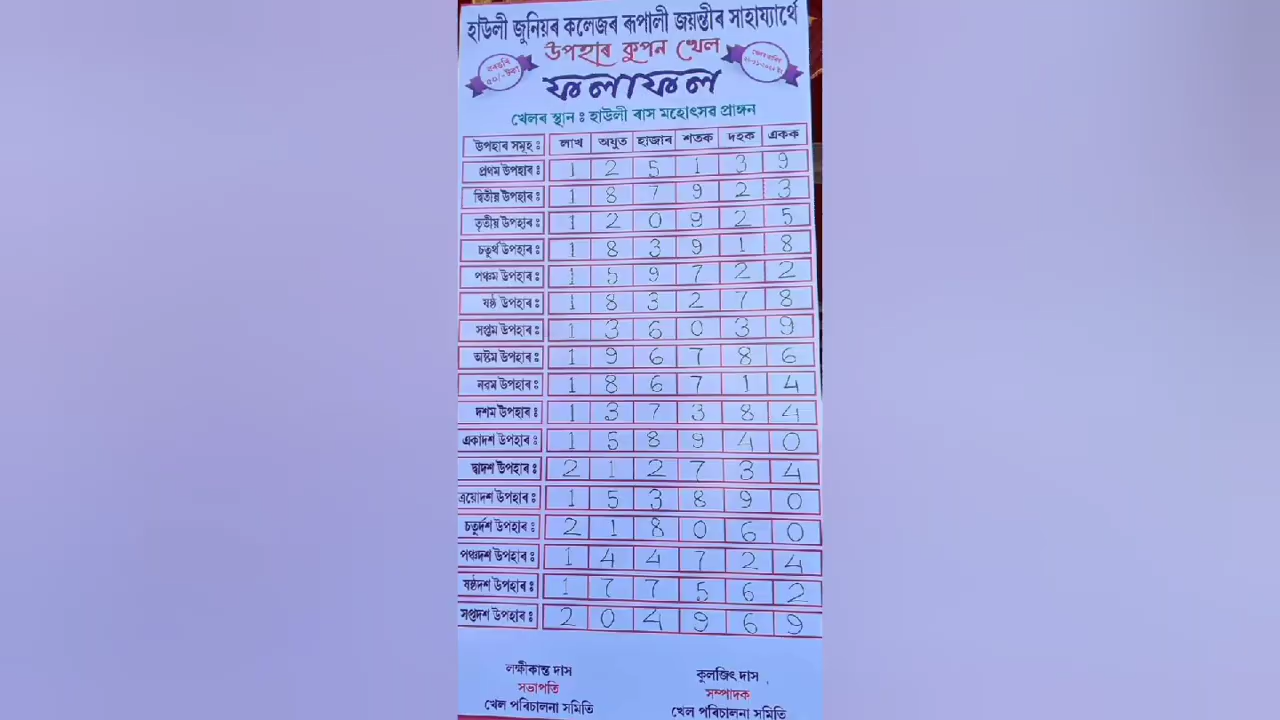 হাউলী জুনিয়ৰ কলেজৰ ৰূপালী জয়ন্তীৰ সাহায্যাৰ্থে
উপহাৰ কুপন খেল
ফলাফল
খেলৰ স্থান ঃ হাউলী ৰাস মহোৎসৱ প্ৰাঙ্গন
উপহাৰ সমূহ ঃ লাখ অযুত হাজাৰ শতক দহক একক
প্ৰথম উপহাৰ ঃ 1 2 5 1 3 9
দ্বিতীয় উপহাৰ ঃ 1 8 7 9 2 3
তৃতীয় উপহাৰ ঃ 1 2 0 9 2 5
চতুৰ্থ উপহাৰ ঃ 1 8 3 9 1 8
পঞ্চম উপহাৰ ঃ 1 5 9 7 2 2
ষষ্ঠ উপহাৰ ঃ 1 8 3 2 7 8
সপ্তম উপহাৰ ঃ 1 3 6 0 3 9
অষ্টম উপহাৰ ঃ 1 9 6 7 8 6
নৱম উপহাৰ ঃ 1 8 6 7 1 4
দশম উপহাৰ ঃ 1 3 7 3 8 4
একাদশ উপহাৰ ঃ 1 5 8 9 4 0
দ্বাদশ উপহাৰ ঃ 2 1 2 7 3 4
ত্ৰয়োদশ উপহাৰ ঃ 1 5 3 8 9 0
চতুৰ্দশ উপহাৰ ঃ 2 1 8 0 6 0
পঞ্চদশ উপহাৰ ঃ 1 4 4 7 2 4
ষষ্ঠদশ উপহাৰ ঃ 1 7 7 5 6 2
সপ্তদশ উপহাৰ ঃ 2 0 4 9 6 9
লক্ষীকান্ত দাস
সভাপতি
খেল পৰিচালনা সমিতি
কুলজিৎ দাস
সম্পাদক
খেল পৰিচালনা সমিতি